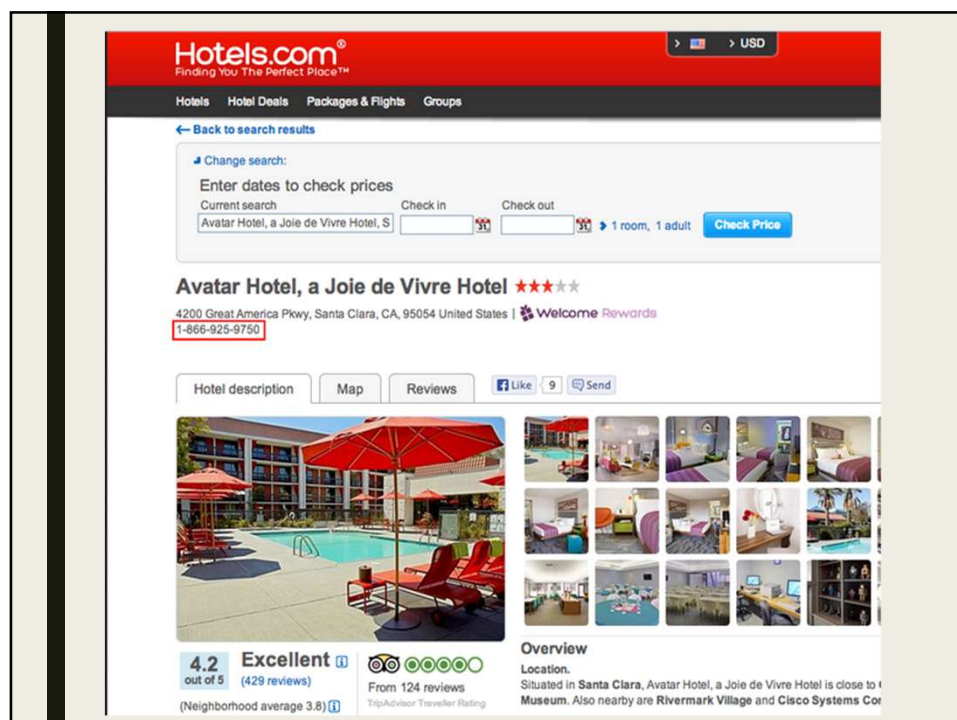 Hotels.com®
Finding You The Perfect Place™
> > USD
Hotels Hotel Deals Packages & Flights Groups
← Back to search results
Change search:
Enter dates to check prices
Current search Check in Check out
Avatar Hotel, a Joie de Vivre Hotel, S 31 31 1 room, 1 adult Check Price
Avatar Hotel, a Joie de Vivre Hotel
4200 Great America Pkwy, Santa Clara, CA, 95054 United States | Welcome Rewards
1-866-925-9750
Hotel description Map Reviews Like 9 Send
4.2 out of 5
Excellent
(429 reviews)
(Neighborhood average 3.8)
From 124 reviews
TripAdvisor Traveller Rating
Overview
Location.
Situated in Santa Clara, Avatar Hotel, a Joie de Vivre Hotel is close to
Museum. Also nearby are Rivermark Village and Cisco Systems